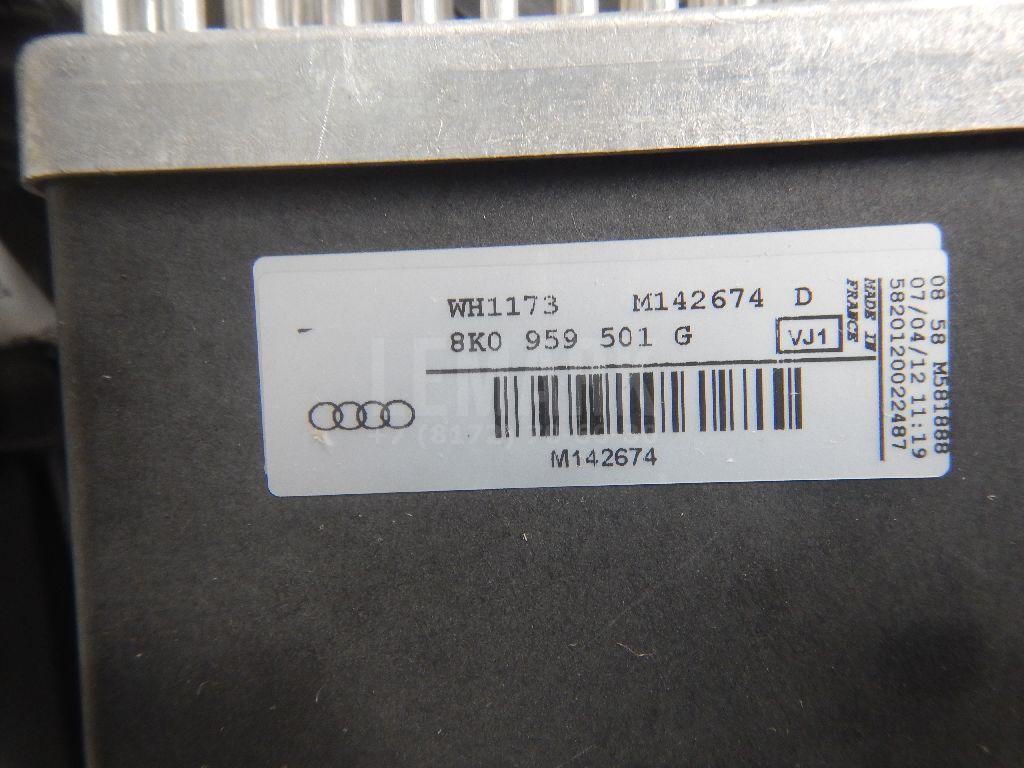 WH1173 M142674 D
8K0 959 501 G VJ1
M142674
MADE IN
FRANCE
08 58 M581888
07/04/12 11:19
5820120022487